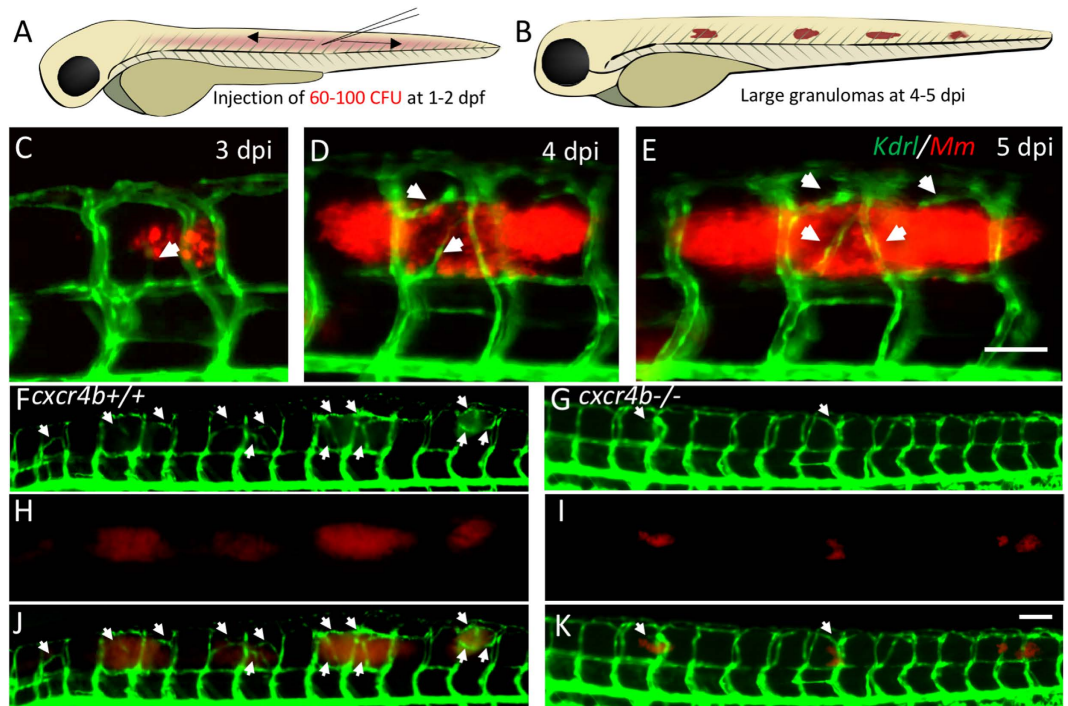 A
Injection of 60-100 CFU at 1-2 dpf
B
Large granulomas at 4-5 dpi
C
3 dpi
D
4 dpi
E
Kdrl/Mm 5 dpi
F cxcr4b+/+
G cxcr4b-/-
H
I
J
K